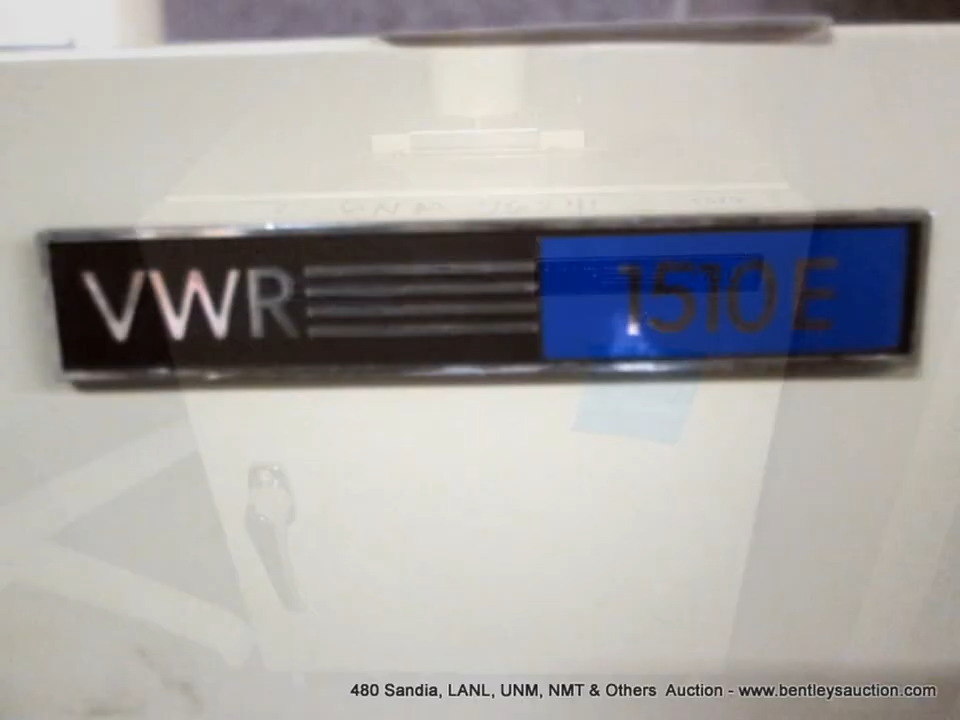 VWR 1510E
480 Sandia, LANL, UNM, NMT & Others Auction - www.bentleysauction.com